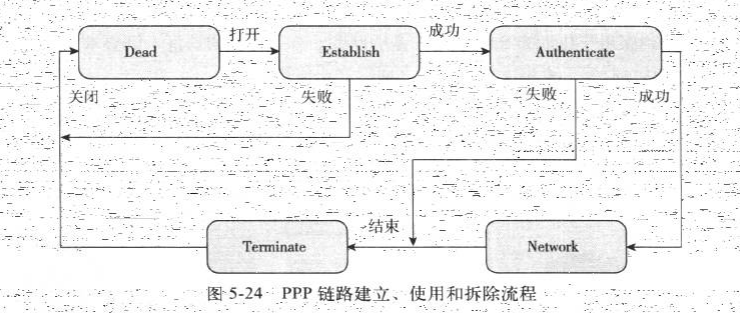 打开
成功
Dead
Establish
Authenticate
关闭
失败
失败
成功
结束
Terminate
Network
图 5-24 PPP 链路建立、使用和拆除流程